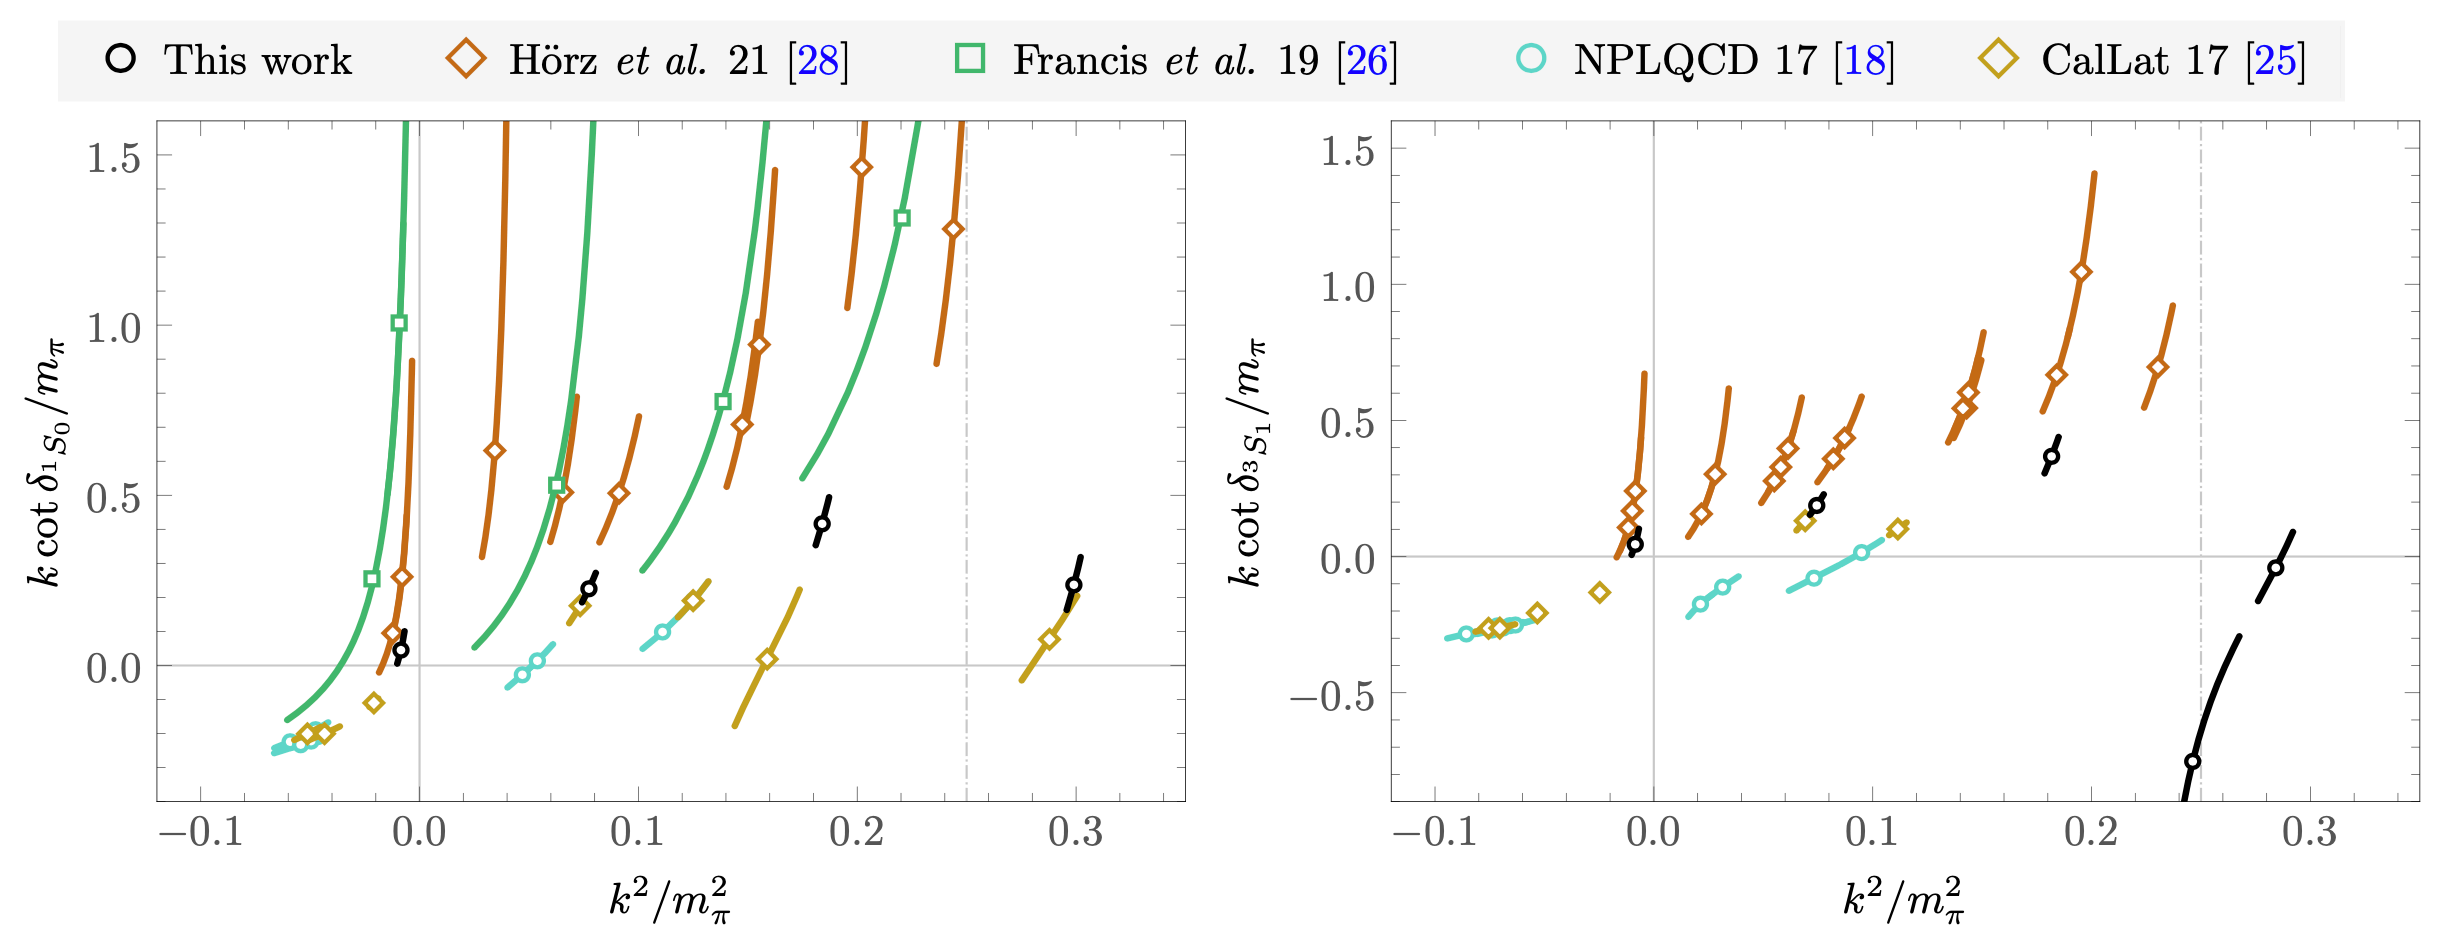 This work Hörz et al. 21 [28] Francis et al. 19 [26] NPLQCD 17 [18] CalLat 17 [25]
k cot δ₁S₀/mπ
1.5
1.0
0.5
0.0
−0.1 0.0 0.1 0.2 0.3
k²/m²π
k cot δ³S₁/mπ
1.5
1.0
0.5
0.0
−0.5
−0.1 0.0 0.1 0.2 0.3
k²/m²π